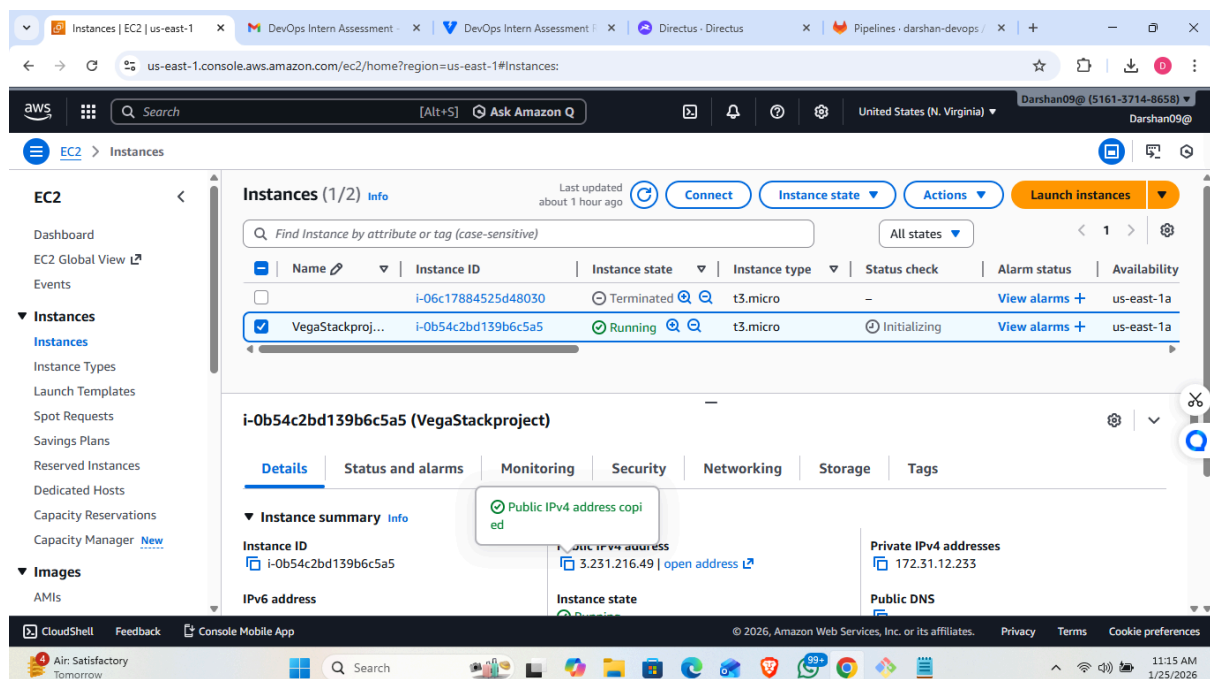 Instances | EC2 | us-east-1
DevOps Intern Assessment -
DevOps Intern Assessment
Directus - Directus
Pipelines · darshan-devops /
us-east-1.console.aws.amazon.com/ec2/home?region=us-east-1#Instances:
D
aws
Search
[Alt+S]
Ask Amazon Q
United States (N. Virginia)
Darshan09@ (5161-3714-8658)
Darshan09@
EC2 > Instances
EC2
Dashboard
EC2 Global View
Events
Instances
Instances
Instance Types
Launch Templates
Spot Requests
Savings Plans
Reserved Instances
Dedicated Hosts
Capacity Reservations
Capacity Manager New
Images
AMIs
Instances (1/2) Info
Last updated
about 1 hour ago
Connect
Instance state
Actions
Launch instances
Find Instance by attribute or tag (case-sensitive)
All states
1
Name
Instance ID
Instance state
Instance type
Status check
Alarm status
Availability
i-06c17884525d48030
Terminated
t3.micro
–
View alarms +
us-east-1a
VegaStackproj...
i-0b54c2bd139b6c5a5
Running
t3.micro
Initializing
View alarms +
us-east-1a
i-0b54c2bd139b6c5a5 (VegaStackproject)
Details
Status and alarms
Monitoring
Security
Networking
Storage
Tags
Public IPv4 address copi
ed
Instance summary Info
Instance ID
i-0b54c2bd139b6c5a5
Public IPv4 address
3.231.216.49 | open address
Private IPv4 addresses
172.31.12.233
IPv6 address
Instance state
Running
Public DNS
CloudShell
Feedback
Console Mobile App
© 2026, Amazon Web Services, Inc. or its affiliates.
Privacy
Terms
Cookie preferences
4
Air: Satisfactory
Tomorrow
Search
99+
11:15 AM
1/25/2026